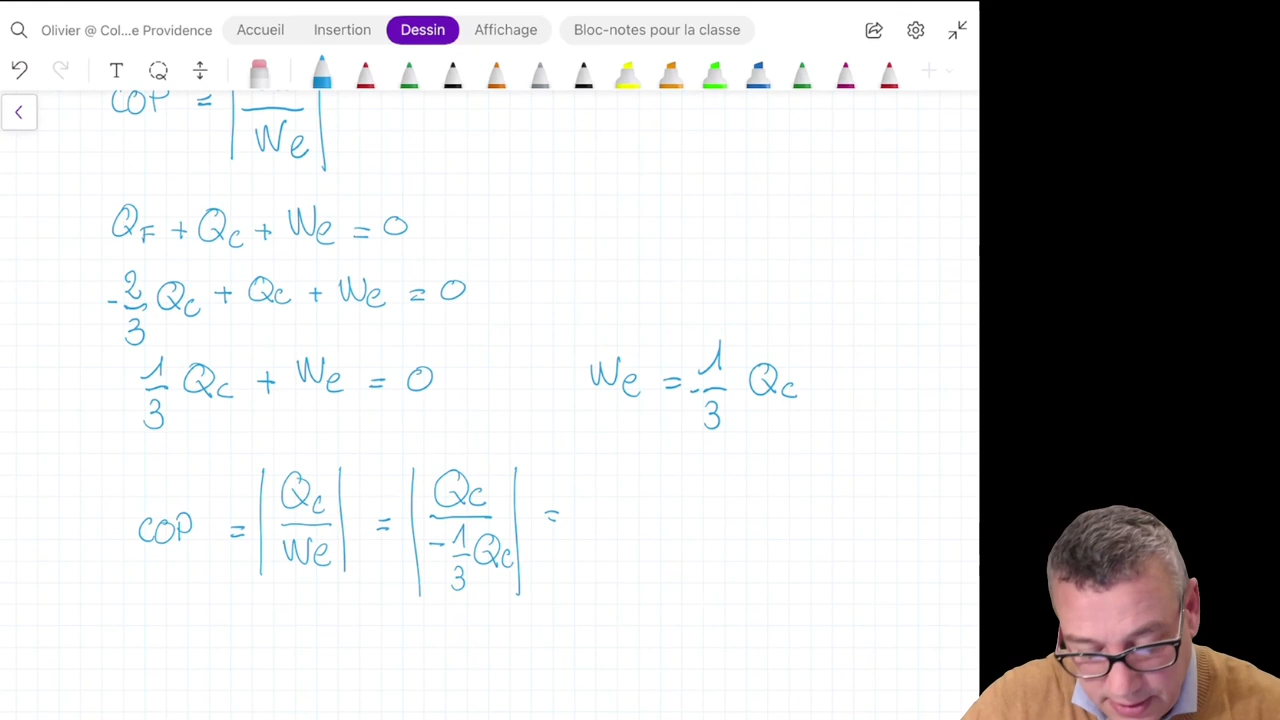 Olivier @ Col...e Providence Accueil Insertion Dessin Affichage Bloc-notes pour la classe
T
COP = | / We |
QF + Qc + We = 0
-2/3 Qc + Qc + We = 0
1/3 Qc + We = 0 We = -1/3 Qc
COP = | Qc / We | = | Qc / -1/3 Qc | =